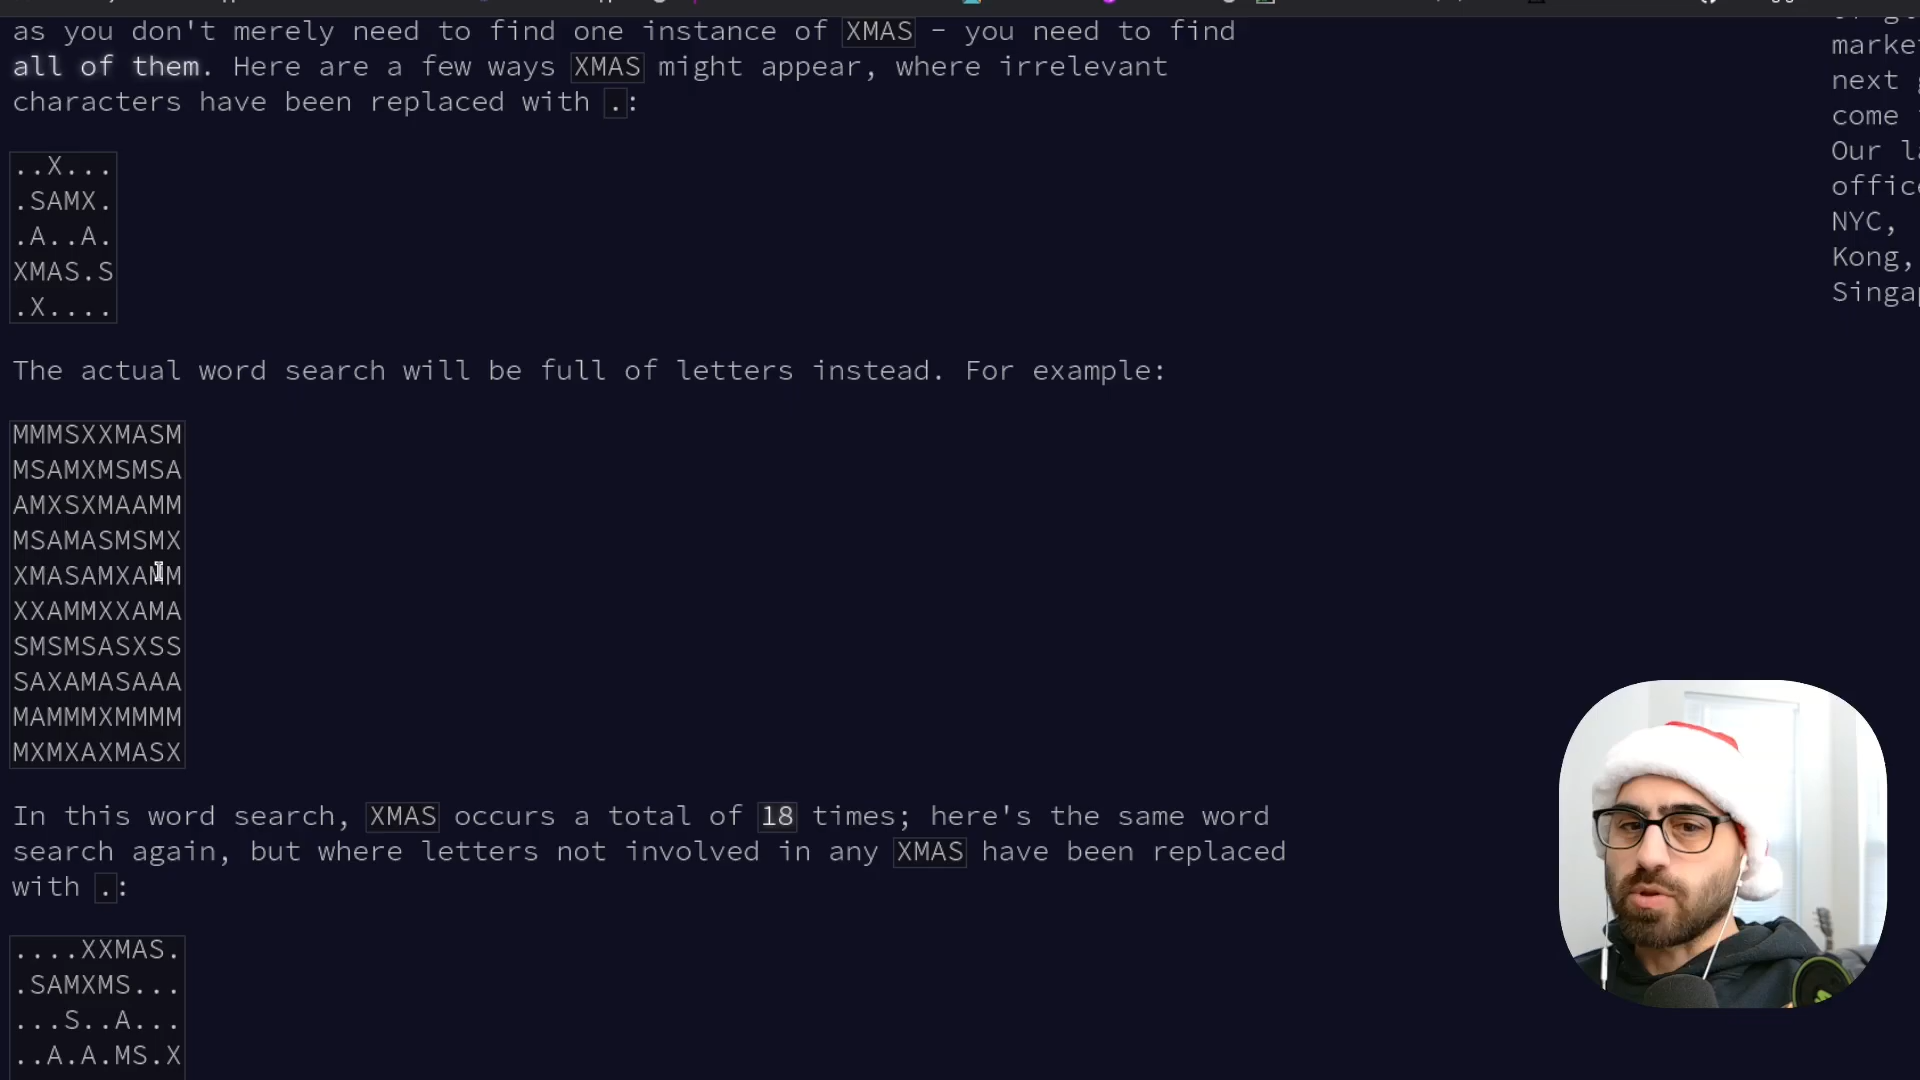 as you don't merely need to find one instance of XMAS - you need to find
all of them. Here are a few ways XMAS might appear, where irrelevant
characters have been replaced with .:
..X...
.SAMX.
.A..A.
XMAS.S
.X....
The actual word search will be full of letters instead. For example:
MMMSXXMASM
MSAMXMSMSA
AMXSXMAAMM
MSAMASMSMX
XMASAMXAMM
XXAMMXXAMA
SMSMSASXSS
SAXAMASAAA
MAMMMXMMMM
MXMXAXMASX
In this word search, XMAS occurs a total of 18 times; here's the same word
search again, but where letters not involved in any XMAS have been replaced
with .:
....XXMAS.
.SAMXMS...
...S..A...
..A.A.MS.X
marke
next
come
Our la
offic
NYC,
Kong,
Singa